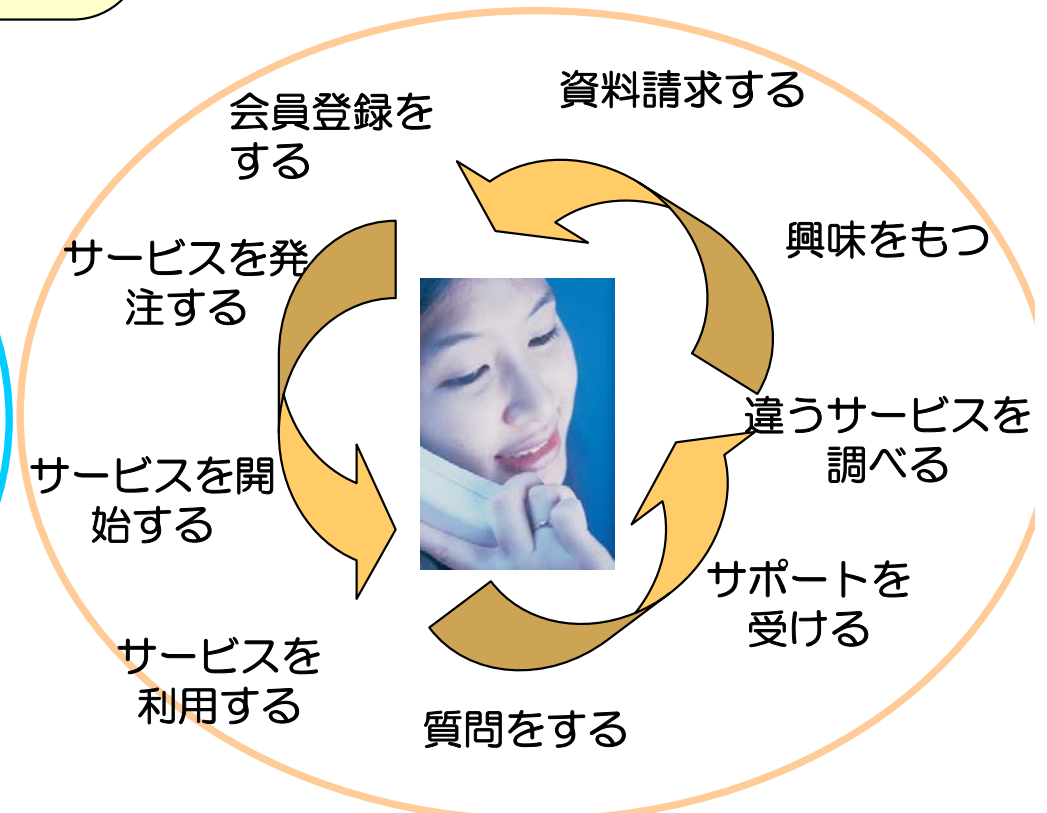 資料請求する
会員登録を
する
興味をもつ
サービスを発
注する
違うサービスを
調べる
サービスを開
始する
サポートを
受ける
サービスを
利用する
質問をする